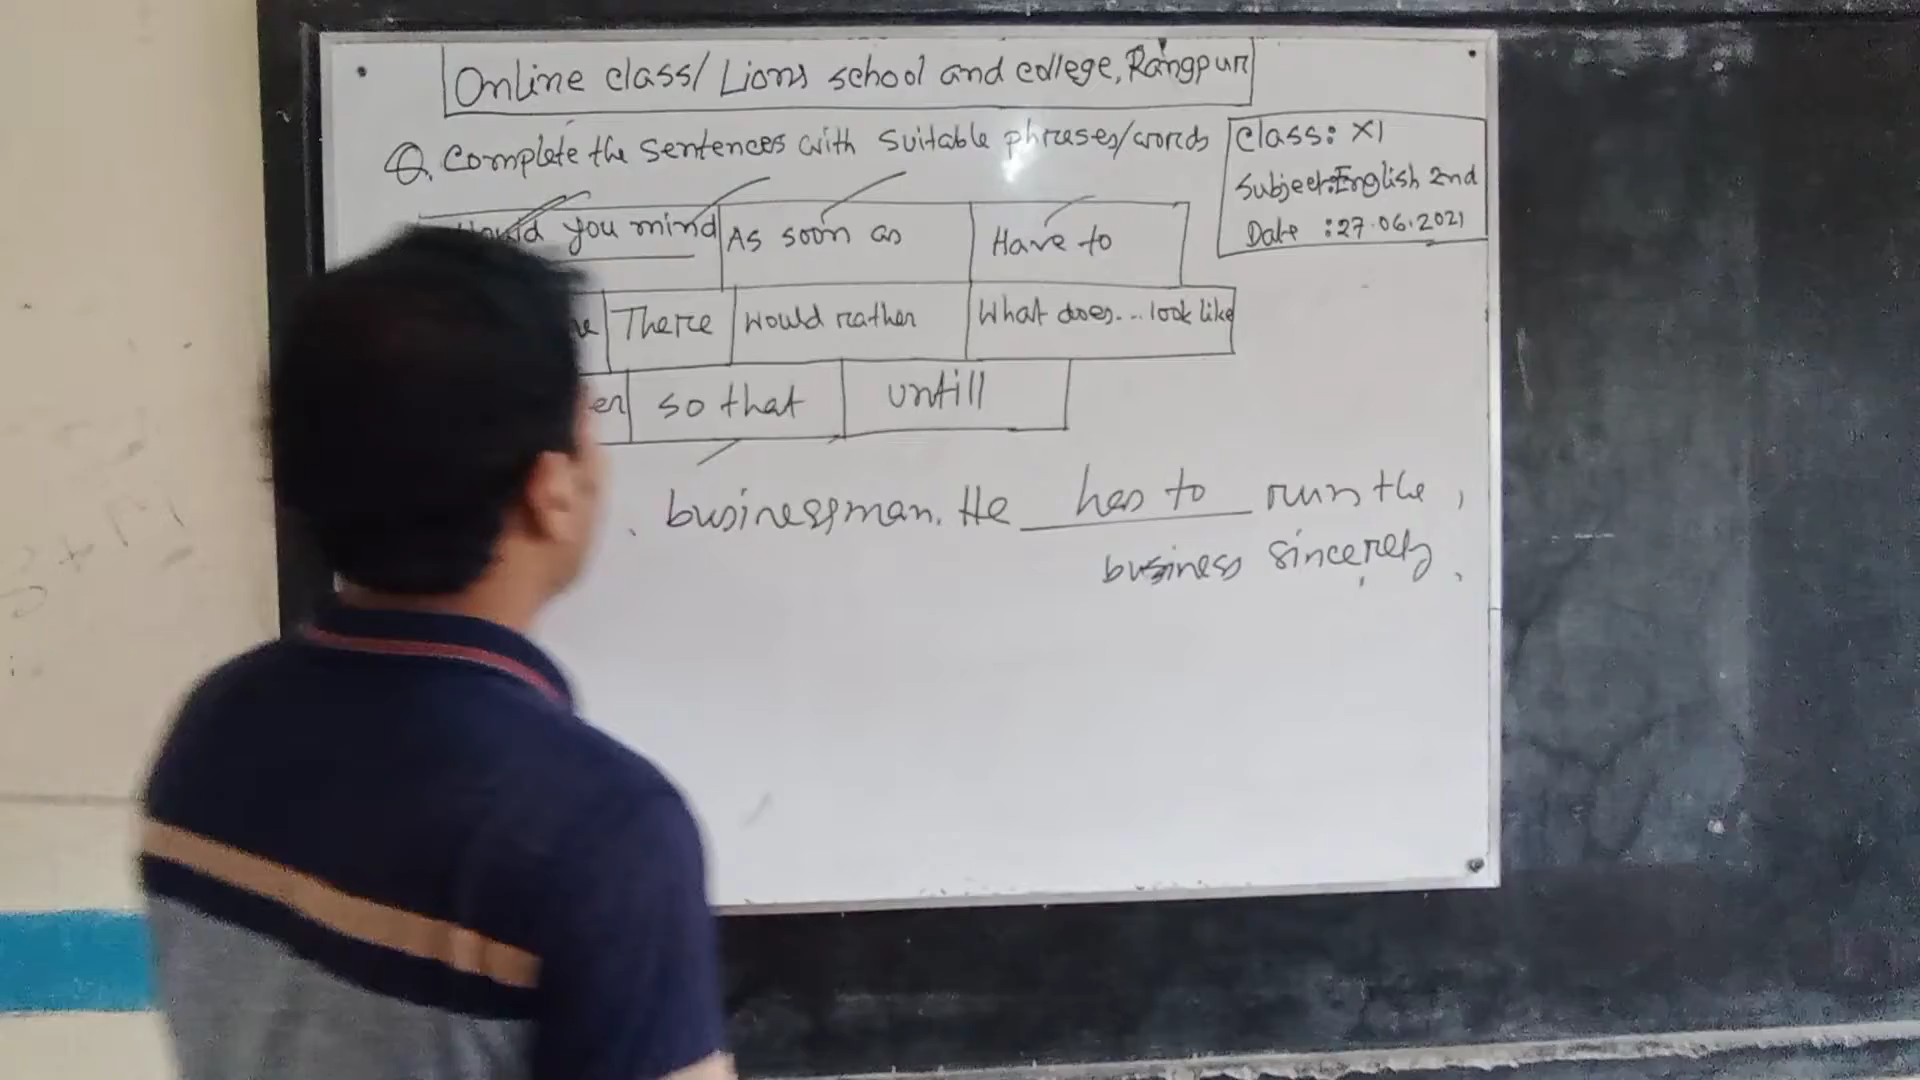 Online class/ Lions school and college, Rangpur
Q. Complete the sentences with suitable phrases/words
Class: XI
Subject: English 2nd
Date : 27.06.2021
you mind As soon as Have to
There would rather What does... look like
so that untill
businessman. He has to run the
business sincerely.